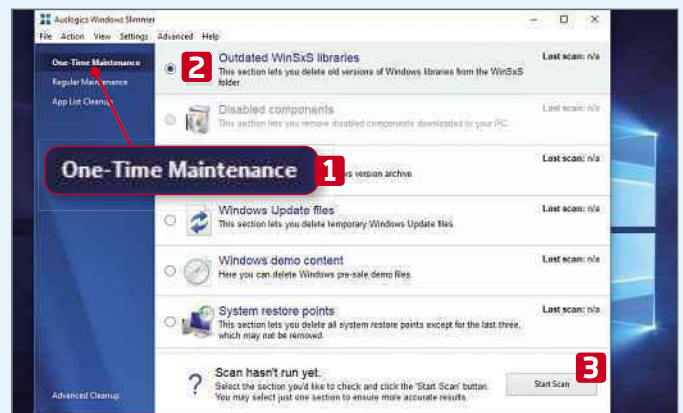 Auslogics Windows Slimmer
File Action View Settings Advanced Help
One-Time Maintenance
Regular Maintenance
App List Cleanup
One-Time Maintenance 1
2
Outdated WinSxS libraries
Last scan: n/a
This section lets you delete old versions of Windows libraries from the WinSxS
folder.
Disabled components
Last scan: n/a
This section lets you remove disabled components downloaded to your PC.
Last scan: n/a
version archive.
Windows Update files
Last scan: n/a
This section lets you delete temporary Windows Update files.
Windows demo content
Last scan: n/a
Here you can delete Windows pre-sale demo files.
System restore points
Last scan: n/a
This section lets you delete all system restore points except for the last three,
which may not be removed.
Scan hasn't run yet.
Select the section you'd like to check and click the 'Start Scan' button.
You may select just one section to ensure more accurate results.
3
Start Scan
Advanced Cleanup